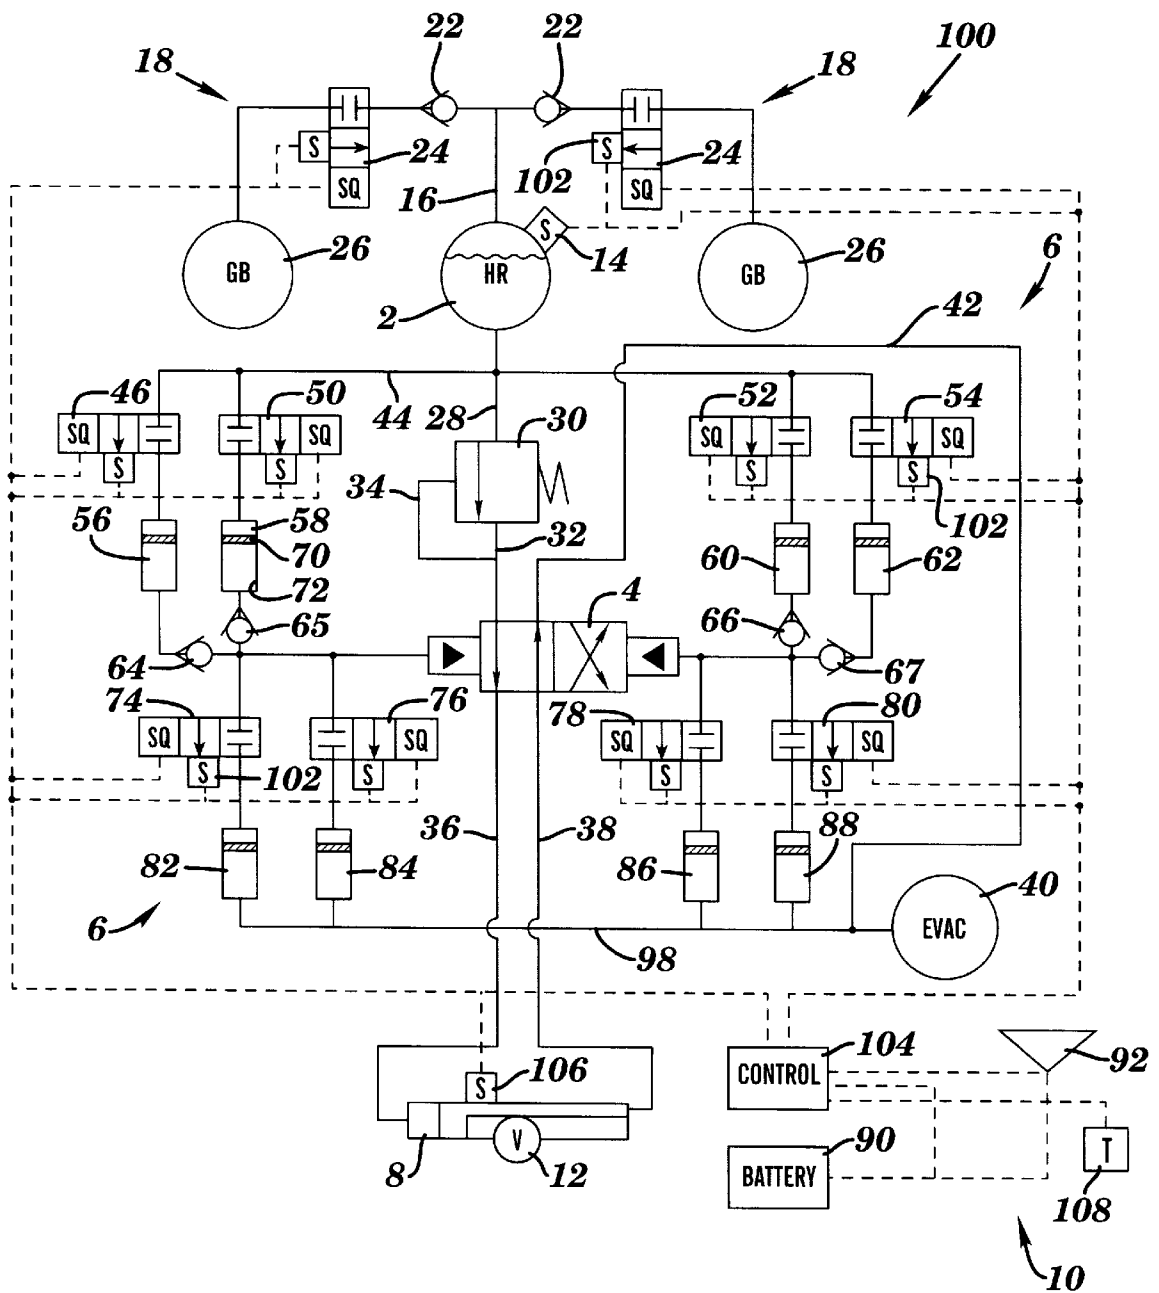 22 22
18 18 100
S 24 102 S 24
SQ SQ
16
S
GB 26 HR 14 GB 26 6
2 42
46 50 52 54
44 28 30
SQ SQ SQ SQ
S S S S
34
56 58 102
70 32 60 62
72
65 4 66
64 67
74 76 78 80
SQ SQ SQ SQ
S 102 S S S
36 38 88
82 84 86 40
6 EVAC
98
104 92
S 106 CONTROL
V 90 T
8 12 BATTERY
108
10